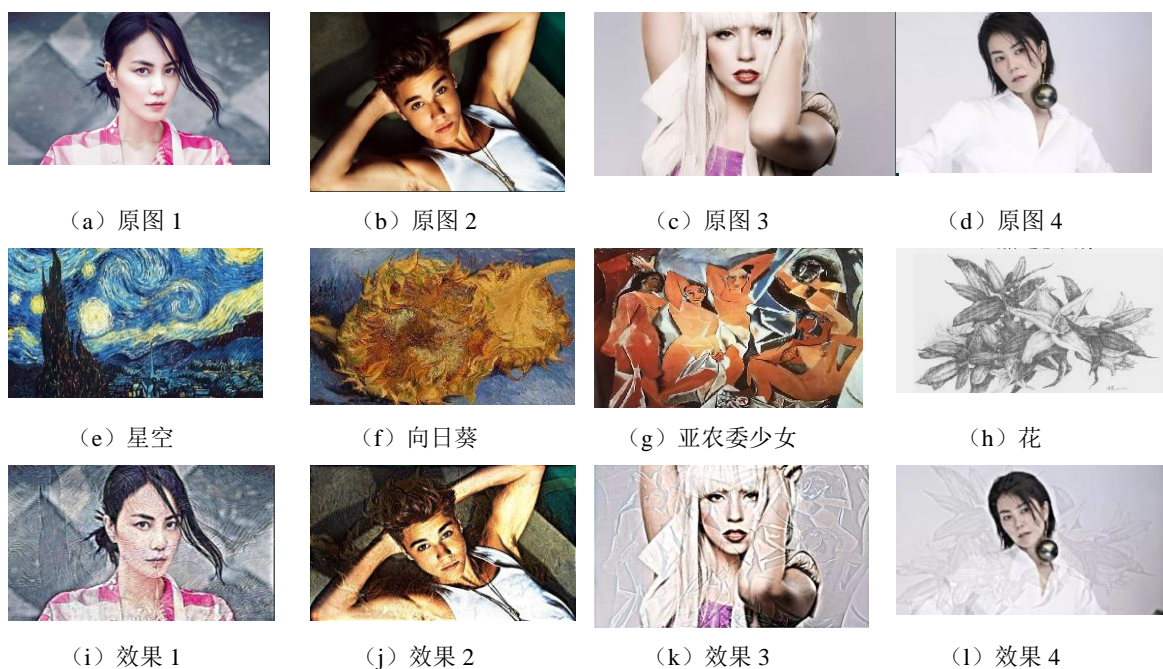 （a）原图 1
（b）原图 2
（c）原图 3
（d）原图 4
（e）星空
（f）向日葵
（g）亚农委少女
（h）花
（i）效果 1
（j）效果 2
（k）效果 3
（l）效果 4